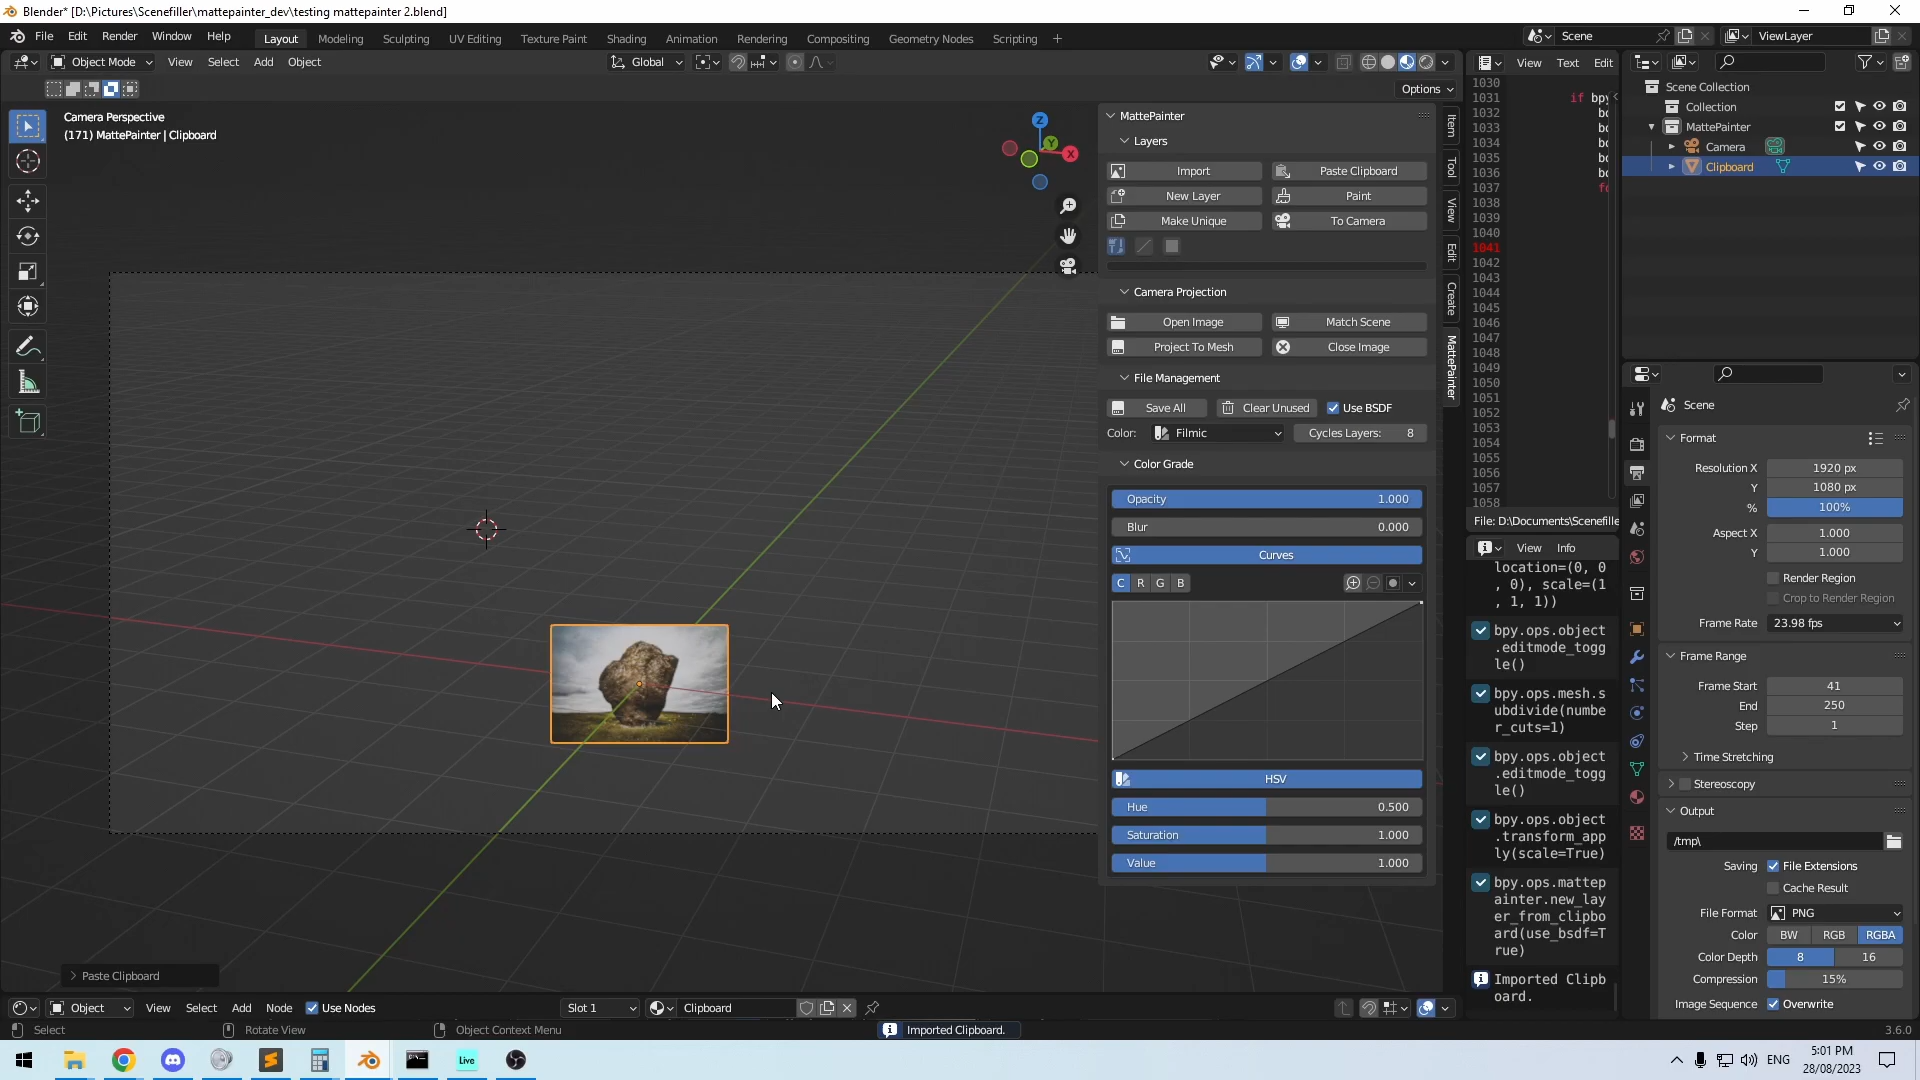 Blender* [D:\Pictures\Scenefiller\mattepainter_dev\testing mattepainter 2.blend]
File Edit Render Window Help
Layout Modeling Sculpting UV Editing Texture Paint Shading Animation Rendering Compositing Geometry Nodes Scripting +
Scene
ViewLayer
Object Mode View Select Add Object
Global
Options
Camera Perspective
(171) MattePainter | Clipboard
Z
Y
X
MattePainter
Layers
Import Paste Clipboard
New Layer Paint
Make Unique To Camera
Camera Projection
Open Image Match Scene
Project To Mesh Close Image
File Management
Save All Clear Unused Use BSDF
Color: Filmic Cycles Layers: 8
Color Grade
Opacity 1.000
Blur 0.000
Curves
C R G B
HSV
Hue 0.500
Saturation 1.000
Value 1.000
Item
Tool
View
Edit
Create
MattePainter
View Text Edit
1030
1031 if bpy
1032 bc
1033 bc
1034 bc
1035 bc
1036 bc
1037 fo
1038
1039
1040
1041
1042
1043
1044
1045
1046
1047
1048
1049
1050
1051
1052
1053
1054
1055
1056
1057
1058
File: D:\Documents\Scenefille
View Info
location=(0, 0
, 0), scale=(1
, 1, 1))
bpy.ops.object
.editmode_togg
le()
bpy.ops.mesh.s
ubdivide(numbe
r_cuts=1)
bpy.ops.object
.editmode_togg
le()
bpy.ops.object
.transform_app
ly(scale=True)
bpy.ops.mattep
ainter.new_lay
er_from_clipbo
ard(use_bsdf=T
rue)
Imported Clipb
oard.
Scene Collection
Collection
MattePainter
Camera
Clipboard
Scene
Format
Resolution X 1920 px
Y 1080 px
% 100%
Aspect X 1.000
Y 1.000
Render Region
Crop to Render Region
Frame Rate 23.98 fps
Frame Range
Frame Start 41
End 250
Step 1
Time Stretching
Stereoscopy
Output
/tmp\
Saving File Extensions
Cache Result
File Format PNG
Color BW RGB RGBA
Color Depth 8 16
Compression 15%
Image Sequence Overwrite
Paste Clipboard
Object View Select Add Node Use Nodes Slot 1 Clipboard
Select Rotate View Object Context Menu Imported Clipboard. 3.6.0
Live
ENG
5:01 PM
28/08/2023